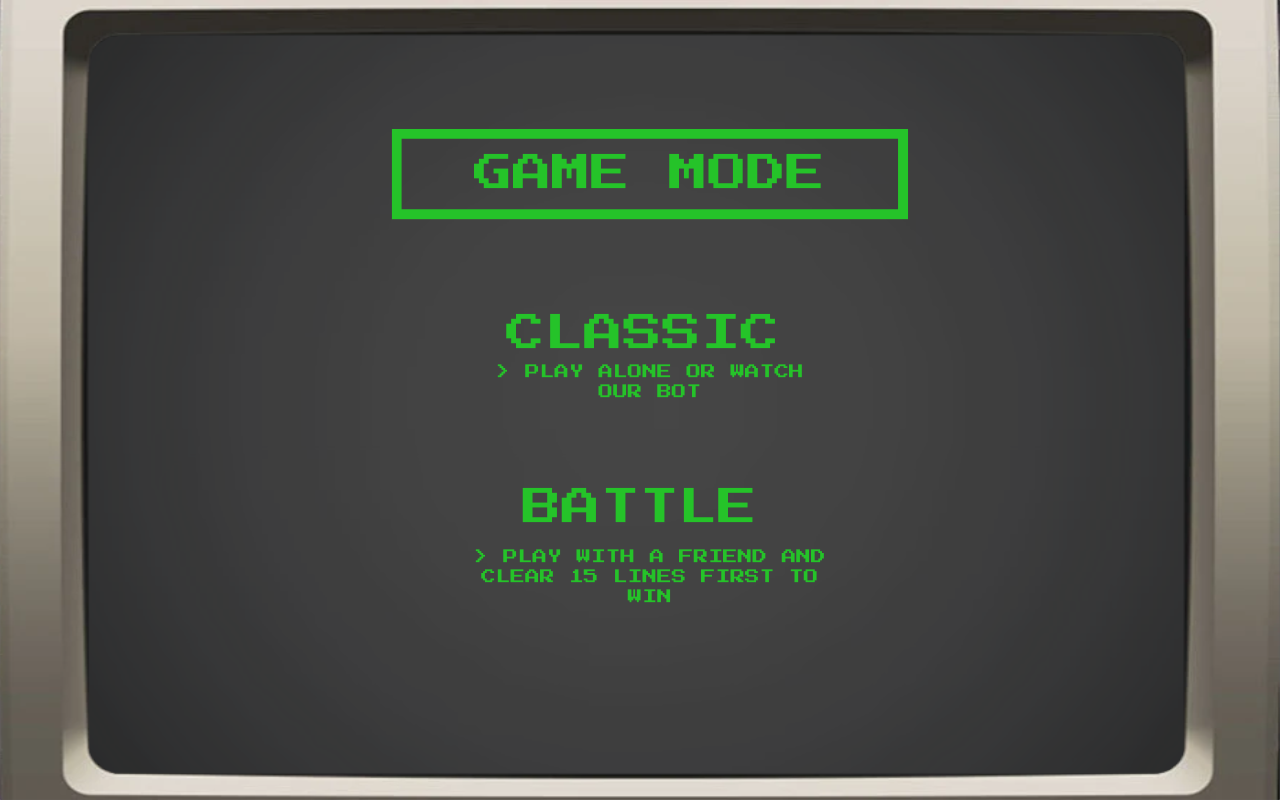 GAME MODE
CLASSIC
> PLAY ALONE OR WATCH
OUR BOT
BATTLE
> PLAY WITH A FRIEND AND
CLEAR 15 LINES FIRST TO
WIN